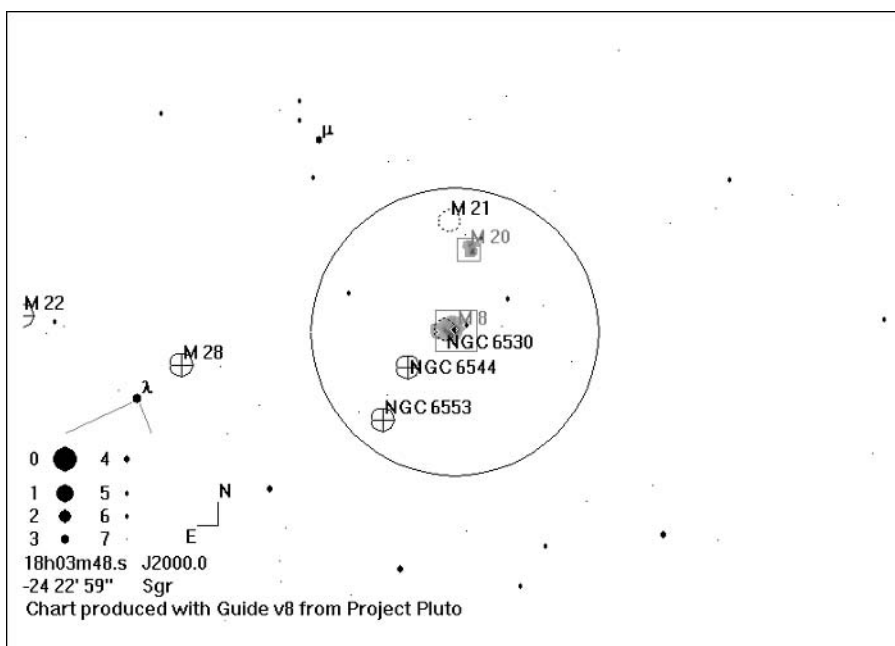 μ
M 21
M 20
M 22
M 8
NGC 6530
M 28
NGC 6544
λ
NGC 6553
0 4
1 5
2 6
3 7
N
E
18h03m48.s J2000.0
-24 22' 59" Sgr
Chart produced with Guide v8 from Project Pluto